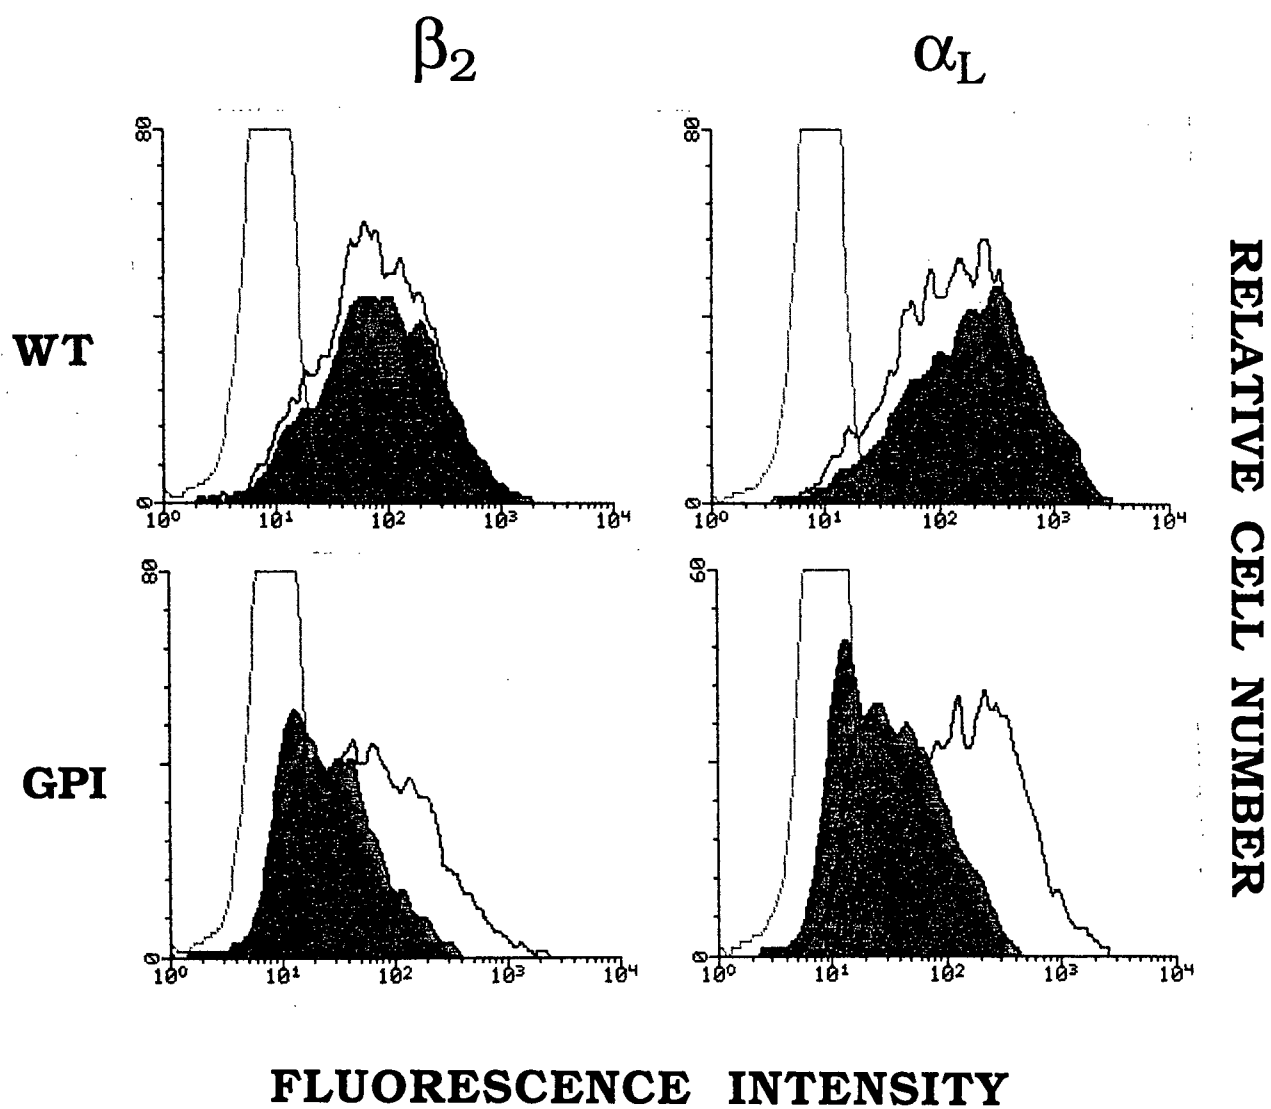 β2 αL
80 80
WT
0 0
10⁰ 10¹ 10² 10³ 10⁴ 10⁰ 10¹ 10² 10³ 10⁴
80 60
GPI
0 0
10⁰ 10¹ 10² 10³ 10⁴ 10⁰ 10¹ 10² 10³ 10⁴
FLUORESCENCE INTENSITY
RELATIVE CELL NUMBER